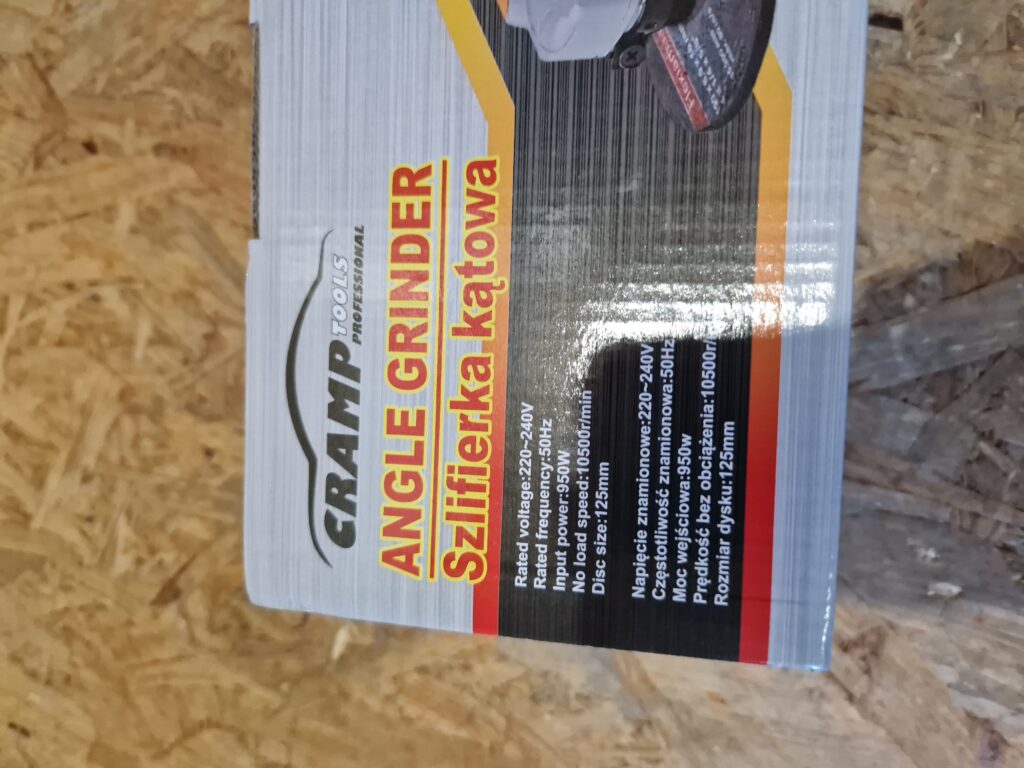 GRAMP TOOLS
PROFESSIONAL
ANGLE GRINDER
Szlifierka kątowa
Rated voltage:220~240V
Rated frequency:50Hz
Input power:950W
No load speed:10500r/min
Disc size:125mm
Napięcie znamionowe:220~240V
Częstotliwość znamionowa:50Hz
Moc wejściowa:950w
Prędkość bez obciążenia:10500r/
Rozmiar dysku:125mm